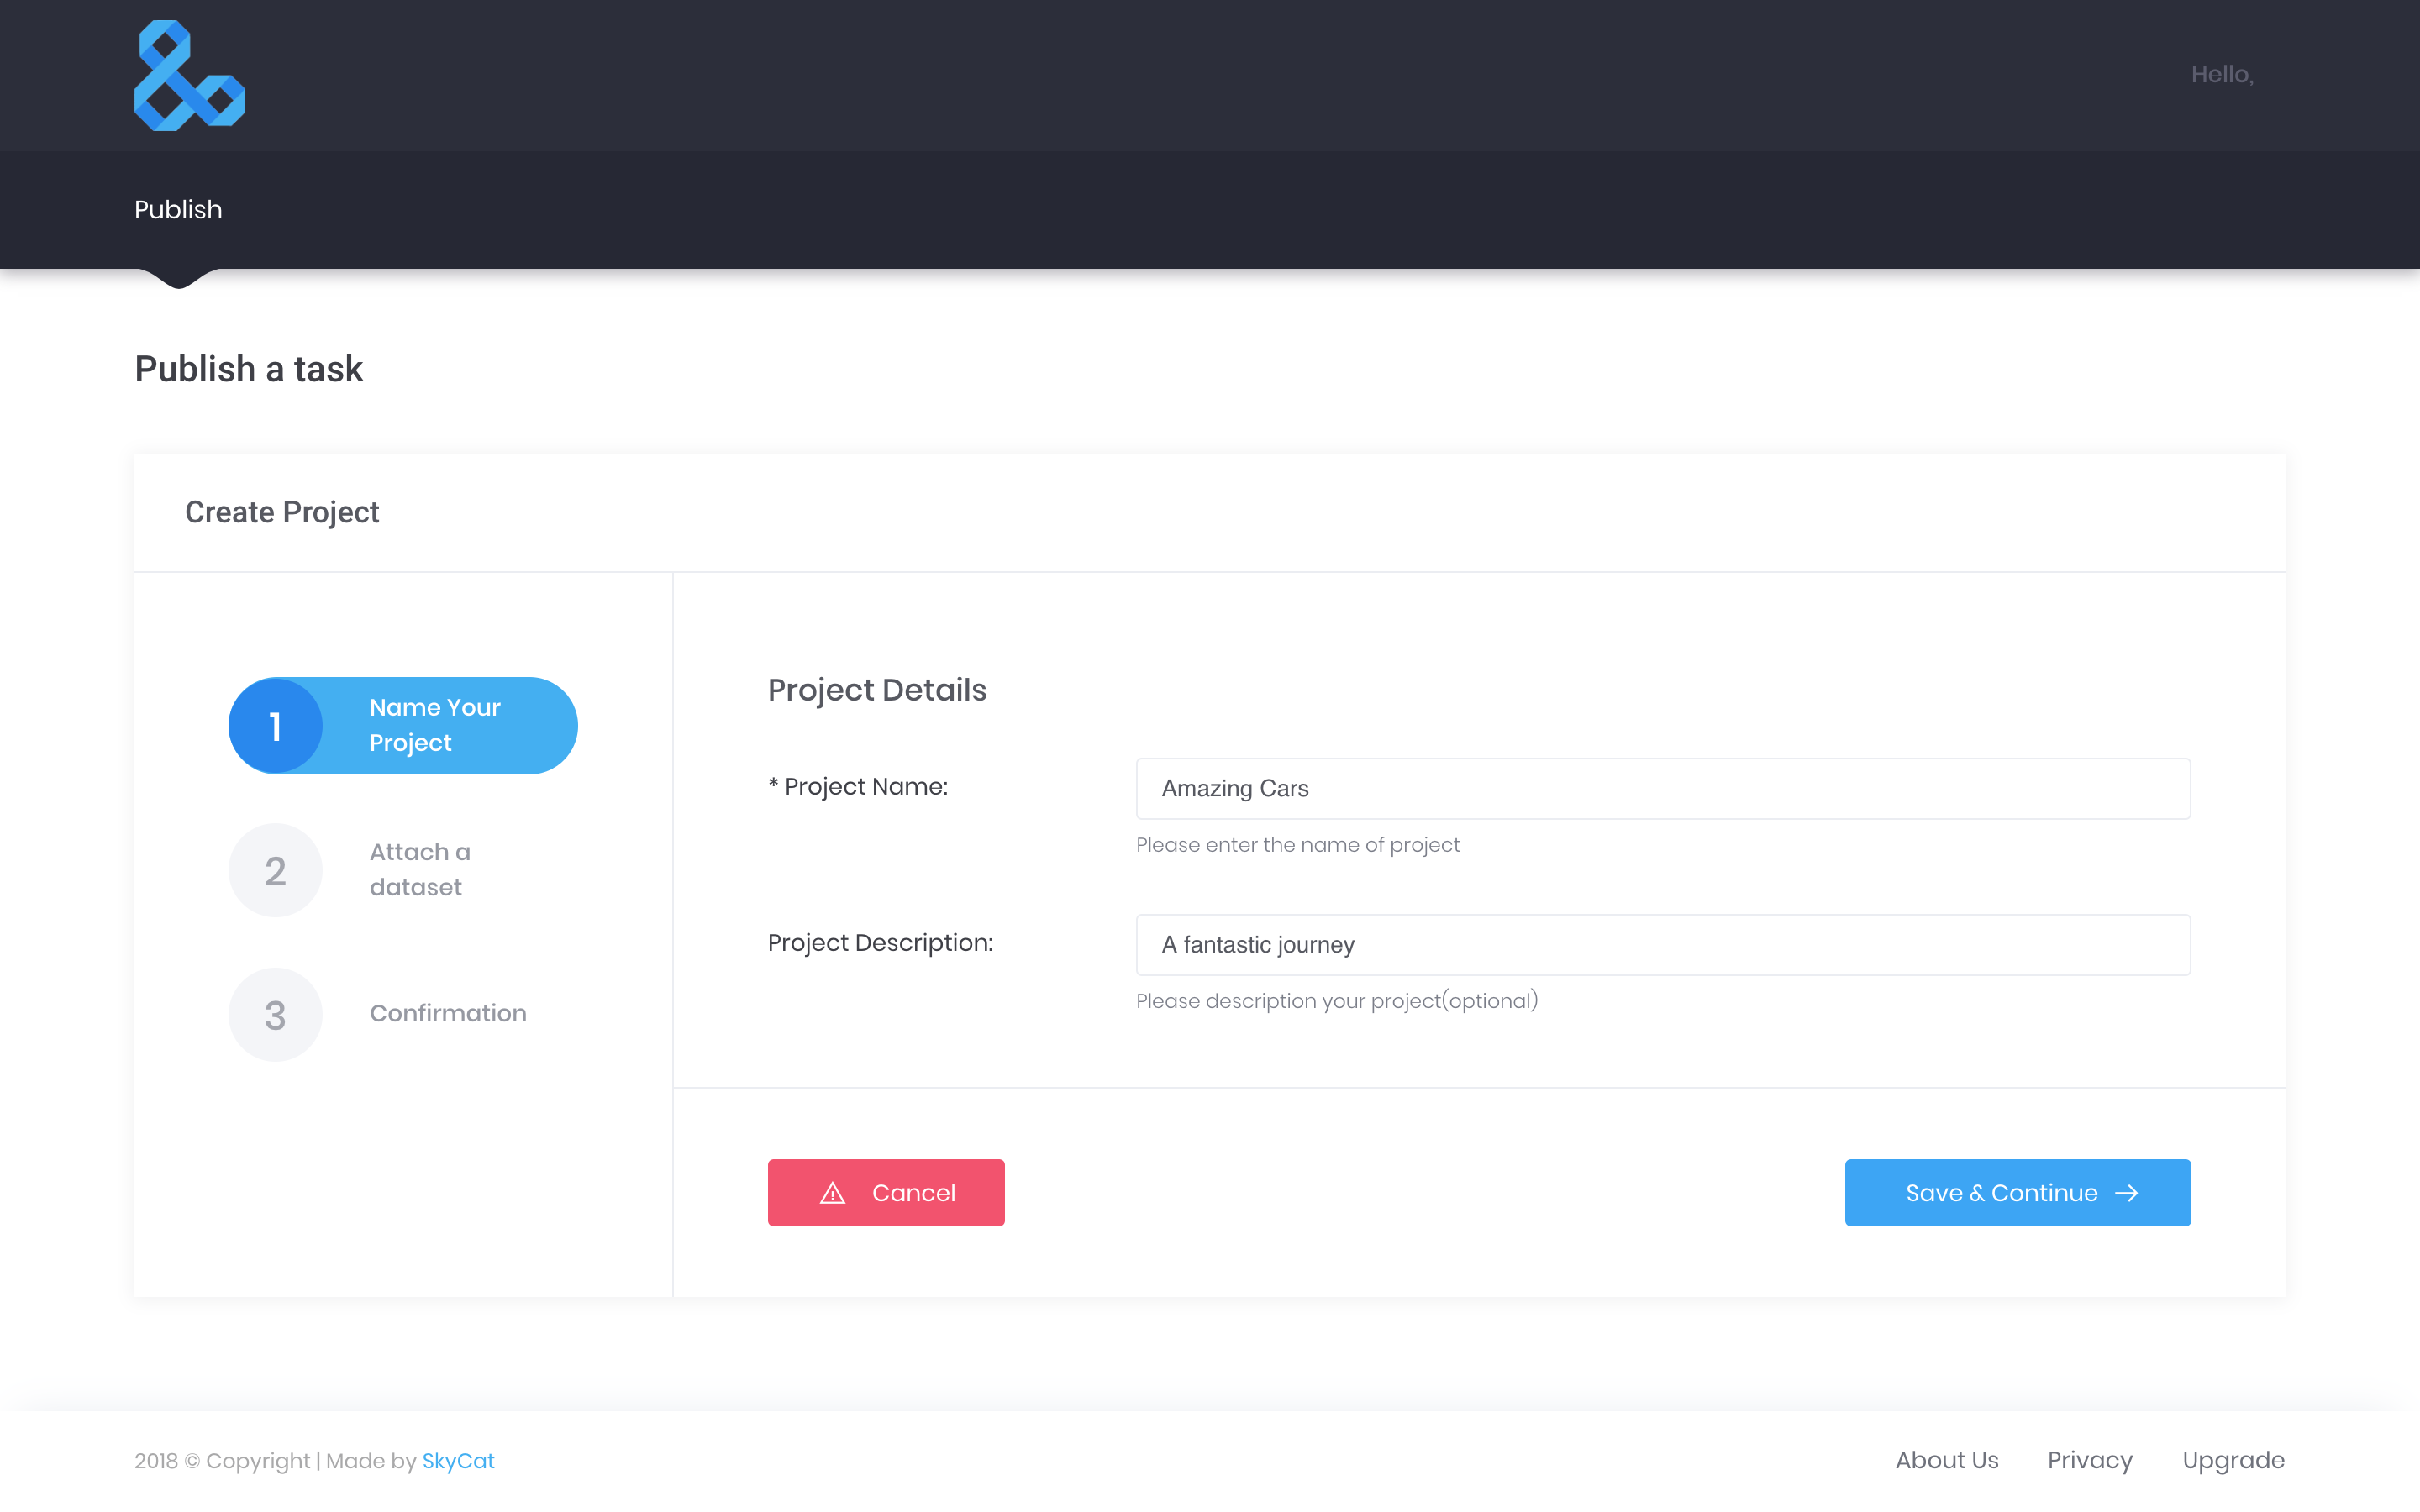 Hello,
Publish
Publish a task
Create Project
1
Name Your
Project
2
Attach a
dataset
3
Confirmation
Project Details
* Project Name:
Amazing Cars
Please enter the name of project
Project Description:
A fantastic journey
Please description your project(optional)
Cancel
Save & Continue →
2018 © Copyright | Made by SkyCat
About Us Privacy Upgrade